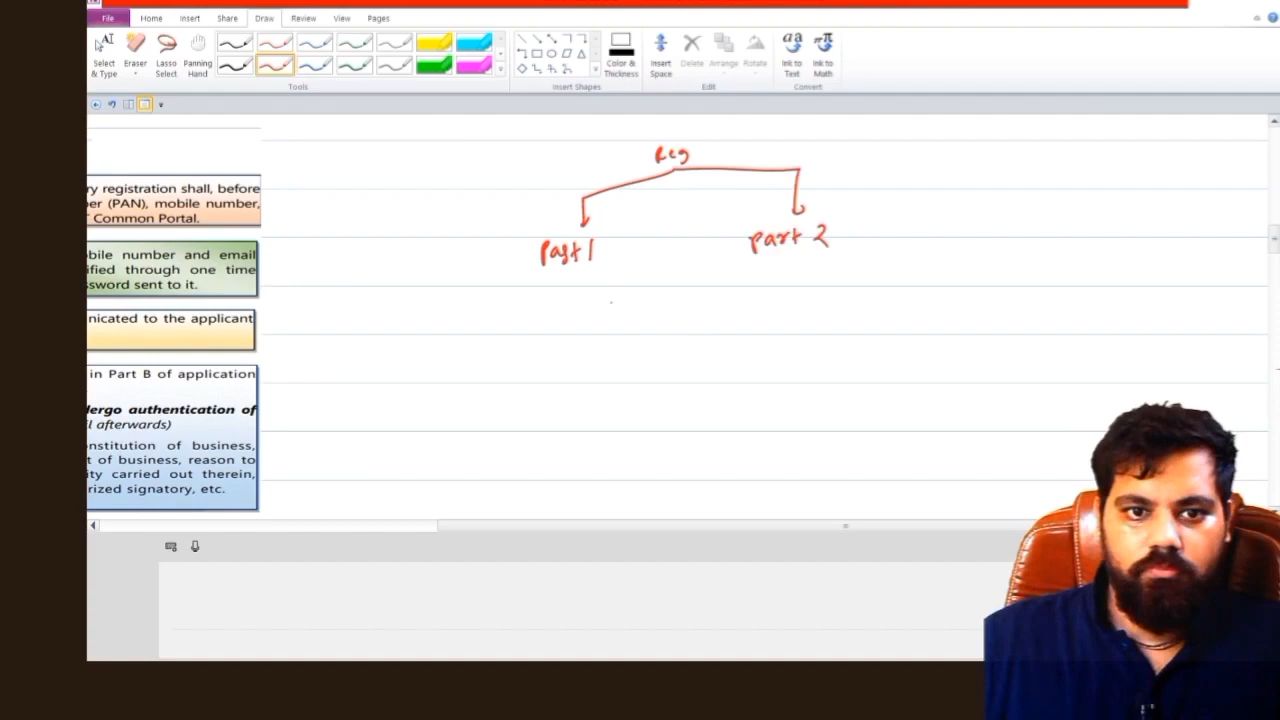 File Home Insert Share Draw Review View Pages
Select & Type Eraser Lasso Select Panning Hand Color & Thickness Insert Space Delete Arrange Rotate Ink to Text Ink to Math
Tools Insert Shapes Edit Convert
Reg
Part 1 Part 2
ry registration shall, before
er (PAN), mobile number,
Common Portal.
obile number and email
ified through one time
ssword sent to it.
nicated to the applicant
in Part B of application
dergo authentication of
l afterwards)
onstitution of business,
t of business, reason to
ity carried out therein,
rized signatory, etc.